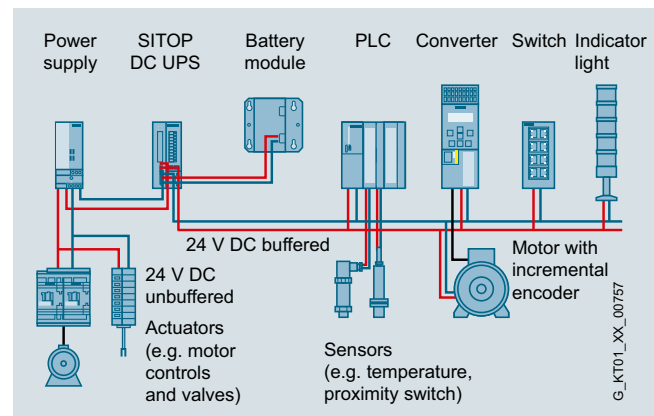 Power
supply
SITOP
DC UPS
Battery
module
PLC
Converter
Switch
Indicator
light
24 V DC buffered
24 V DC
unbuffered
Actuators
(e.g. motor
controls
and valves)
Sensors
(e.g. temperature,
proximity switch)
Motor with
incremental
encoder
G_KT01_XX_00757